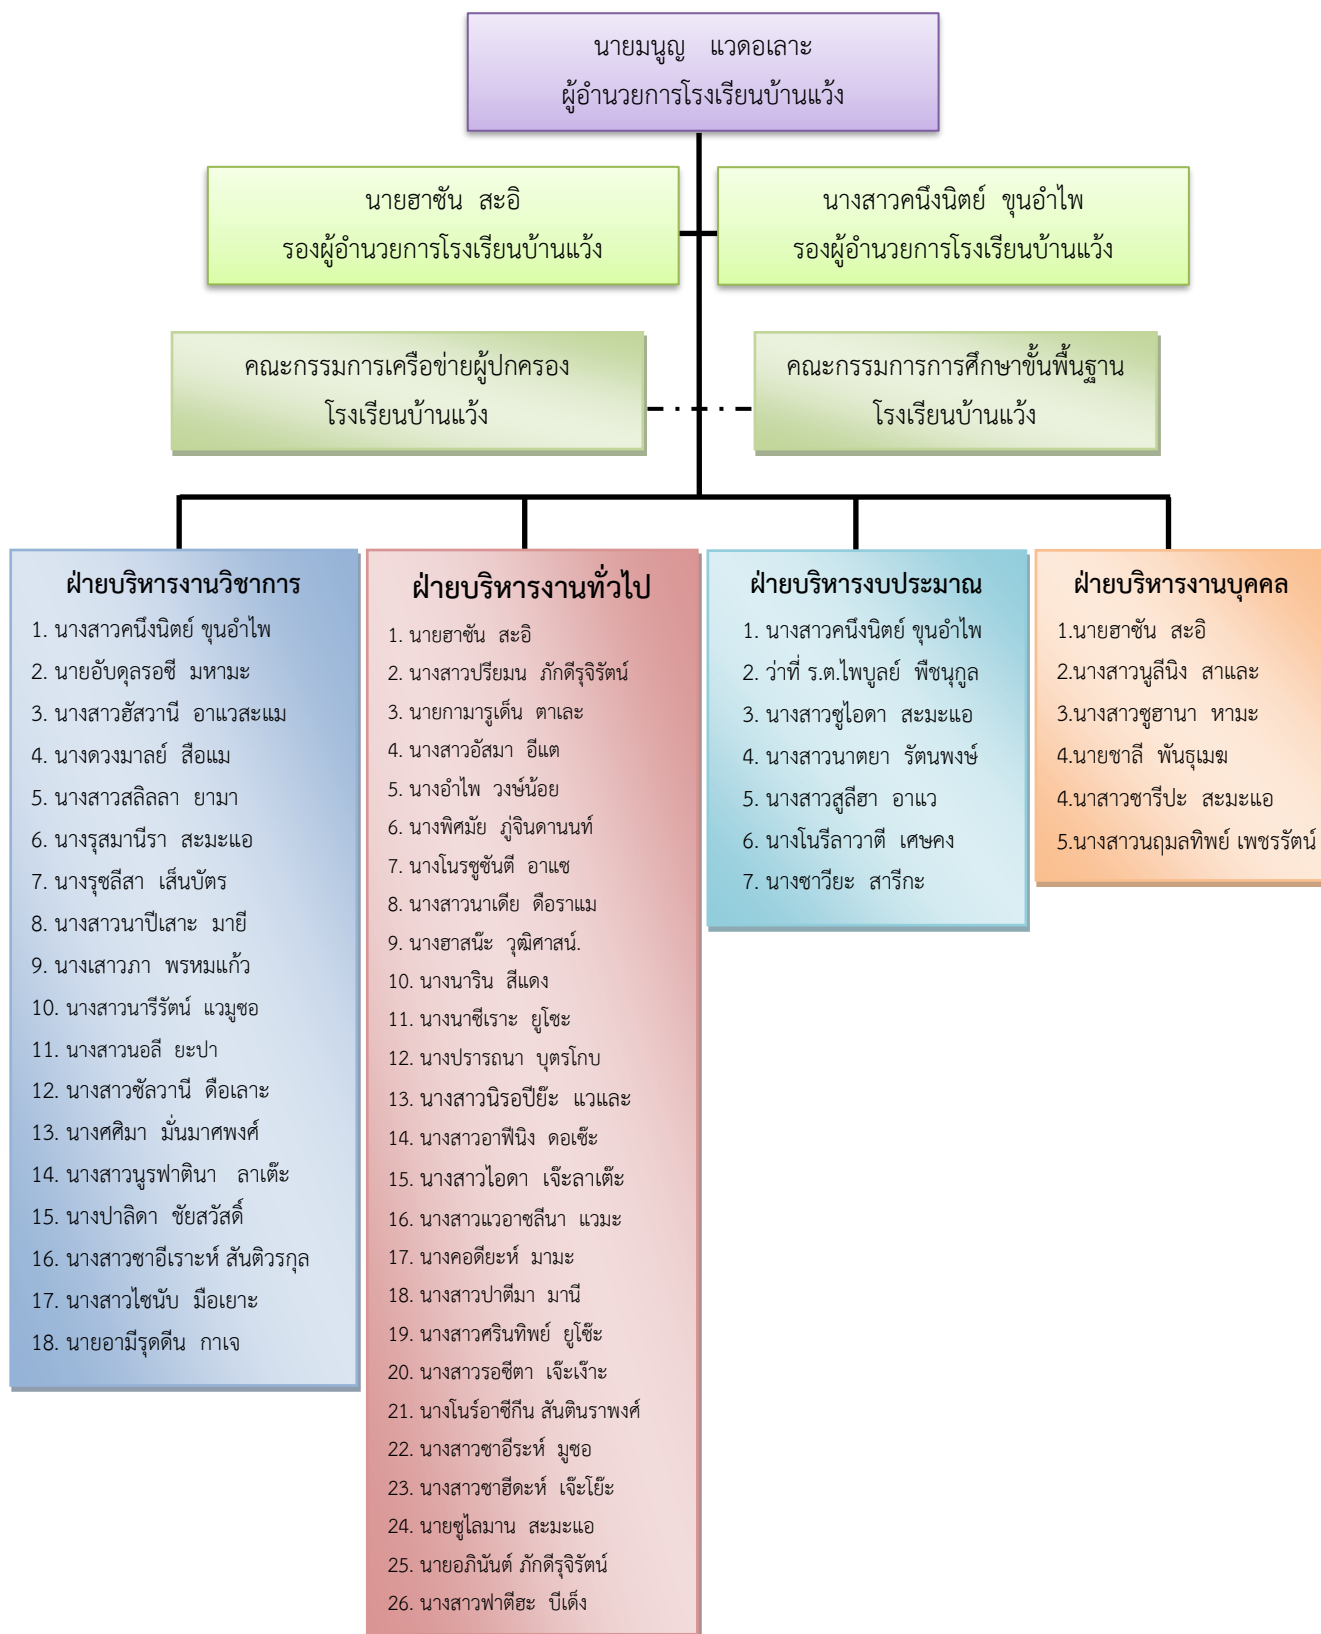 นายมนูญ แวดอเลาะ
ผู้อำนวยการโรงเรียนบ้านแว้ง
นายฮาซัน สะอิ
รองผู้อำนวยการโรงเรียนบ้านแว้ง
นางสาวคนึงนิตย์ ขุนอำไพ
รองผู้อำนวยการโรงเรียนบ้านแว้ง
คณะกรรมการเครือข่ายผู้ปกครอง
โรงเรียนบ้านแว้ง
คณะกรรมการการศึกษาขั้นพื้นฐาน
โรงเรียนบ้านแว้ง
ฝ่ายบริหารงานวิชาการ
1. นางสาวคนึงนิตย์ ขุนอำไพ
2. นายอับดุลรอซี มหามะ
3. นางสาวฮัสวานี อาแวสะแม
4. นางดวงมาลย์ สือแม
5. นางสาวสลิลลา ยามา
6. นางรุสมานีรา สะมะแอ
7. นางรุซลีสา เส็นบัตร
8. นางสาวนาปีเสาะ มายี
9. นางเสาวภา พรหมแก้ว
10. นางสาวนารีรัตน์ แวมูซอ
11. นางสาวนอลี ยะปา
12. นางสาวซัลวานี ดือเลาะ
13. นางศศิมา มั่นมาศพงศ์
14. นางสาวนูรฟาตินา ลาเต๊ะ
15. นางปาลิดา ชัยสวัสดิ์
16. นางสาวซาอีเราะห์ สันติวรกุล
17. นางสาวไซนับ มือเยาะ
18. นายอามีรุดดีน กาเจ
ฝ่ายบริหารงานทั่วไป
1. นายฮาซัน สะอิ
2. นางสาวปรียมน ภักดีรุจิรัตน์
3. นายกามารูเด็น ตาเละ
4. นางสาวอัสมา อีแต
5. นางอำไพ วงษ์น้อย
6. นางพิศมัย ภู่จินดานนท์
7. นางโนรซูซันตี อาแซ
8. นางสาวนาเดีย ดือราแม
9. นางฮาสน๊ะ วุฒิศาสน์.
10. นางนาริน สีแดง
11. นางนาซีเราะ ยูโซะ
12. นางปรารถนา บุตรโกบ
13. นางสาวนิรอปีย๊ะ แวและ
14. นางสาวอาฟีนิง ดอเซ๊ะ
15. นางสาวไอดา เจ๊ะลาเต๊ะ
16. นางสาวแวอาซลีนา แวมะ
17. นางคอดียะห์ มามะ
18. นางสาวปาตีมา มานี
19. นางสาวศรินทิพย์ ยูโซ๊ะ
20. นางสาวรอซีตา เจ๊ะเง๊าะ
21. นางโนร์อาซีกีน สันตินราพงศ์
22. นางสาวซาอีระห์ มูซอ
23. นางสาวซาฮีดะห์ เจ๊ะโย๊ะ
24. นายซูไลมาน สะมะแอ
25. นายอภินันต์ ภักดีรุจิรัตน์
26. นางสาวฟาตีฮะ บีเด็ง
ฝ่ายบริหารงบประมาณ
1. นางสาวคนึงนิตย์ ขุนอำไพ
2. ว่าที่ ร.ต.ไพบูลย์ พืชนุกูล
3. นางสาวซูไอดา สะมะแอ
4. นางสาวนาตยา รัตนพงษ์
5. นางสาวสูลีฮา อาแว
6. นางโนรีลาวาตี เศษคง
7. นางซาวียะ สารีกะ
ฝ่ายบริหารงานบุคคล
1.นายฮาซัน สะอิ
2.นางสาวนูลีนิง สาและ
3.นางสาวซูฮานา หามะ
4.นายชาลี พันธุเมฆ
4.นาสาวซารีปะ สะมะแอ
5.นางสาวนฤมลทิพย์ เพชรรัตน์